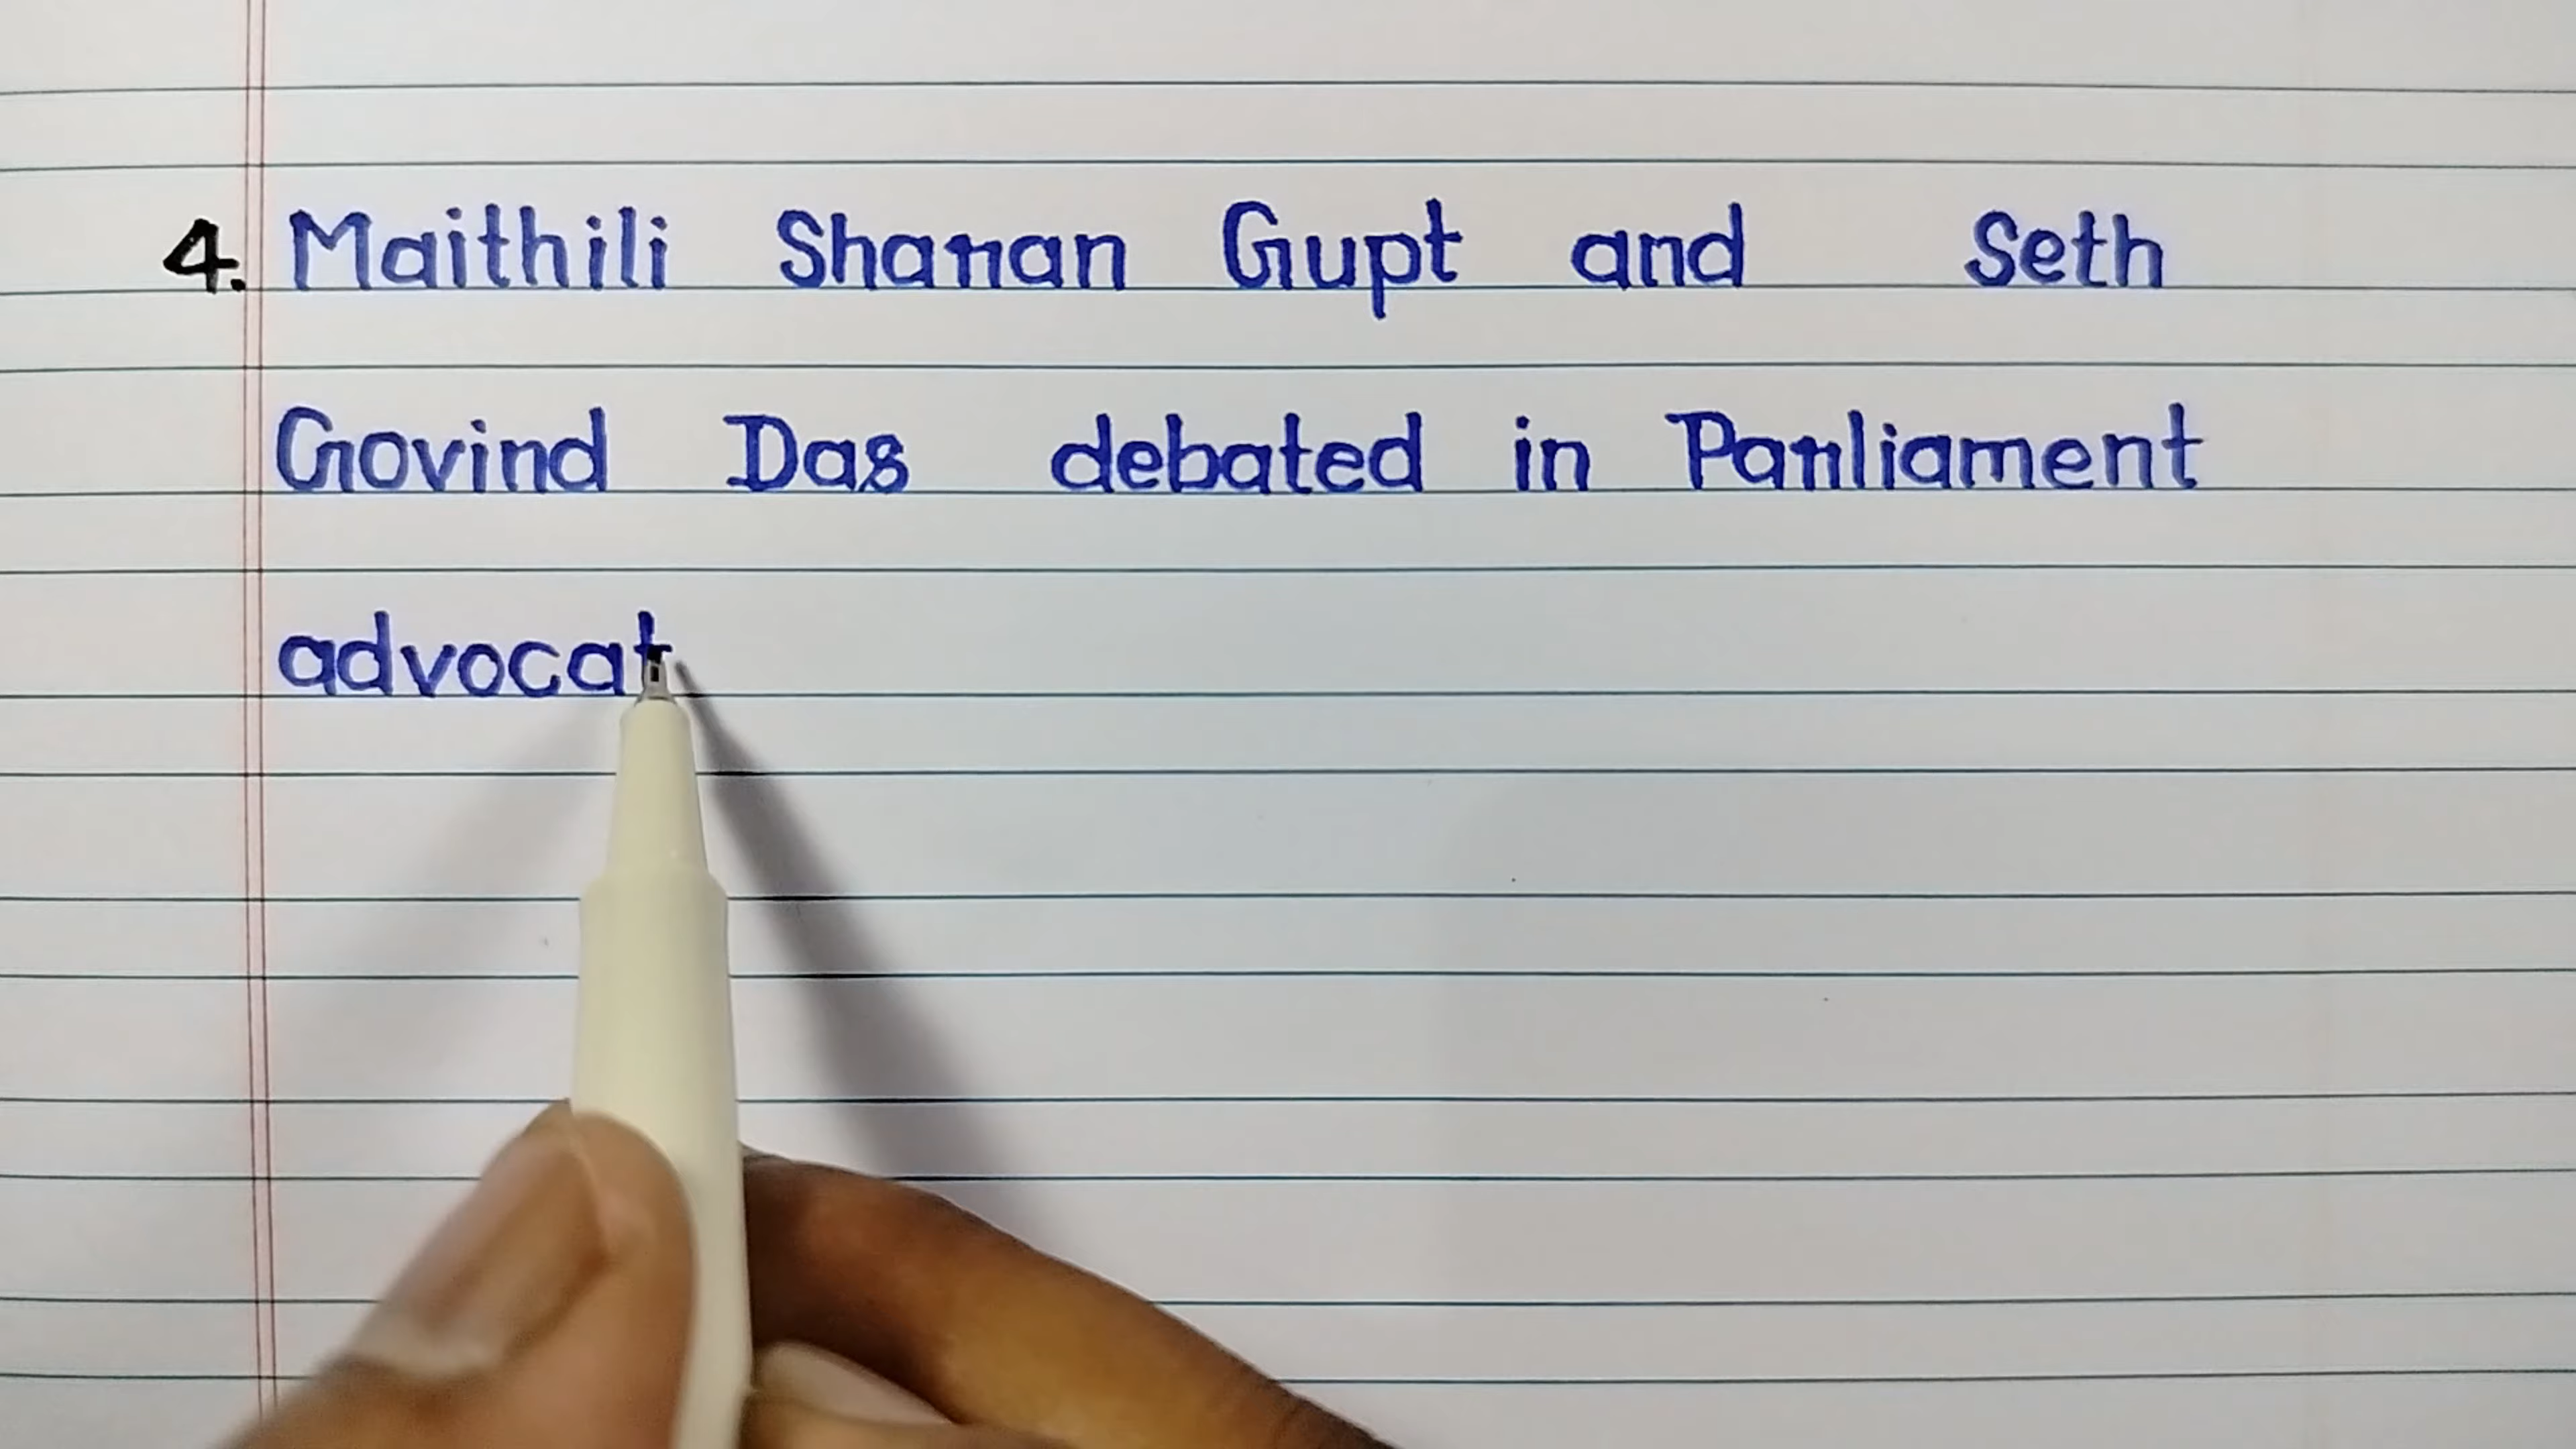 4. Maithili Sharan Gupt and Seth
Govind Das debated in Parliament
advocat